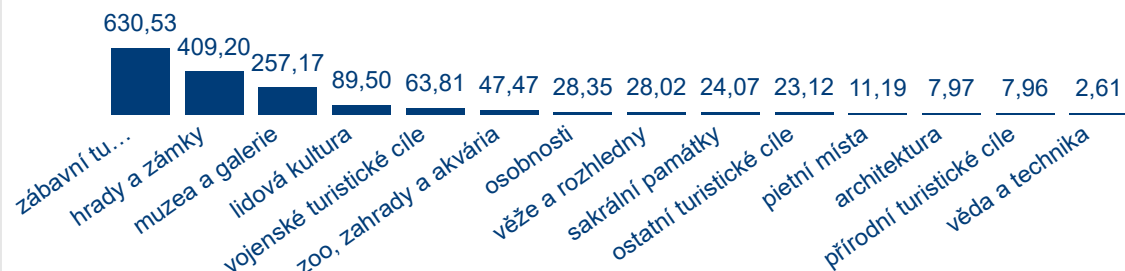 630,53
409,20
257,17
89,50
63,81
47,47
28,35
28,02
24,07
23,12
11,19
7,97
7,96
2,61
zábavní tu…
hrady a zámky
muzea a galerie
lidová kultura
vojenské turistické cíle
zoo, zahrady a akvária
osobnosti
věže a rozhledny
sakrální památky
ostatní turistické cíle
pietní místa
architektura
přírodní turistické cíle
věda a technika